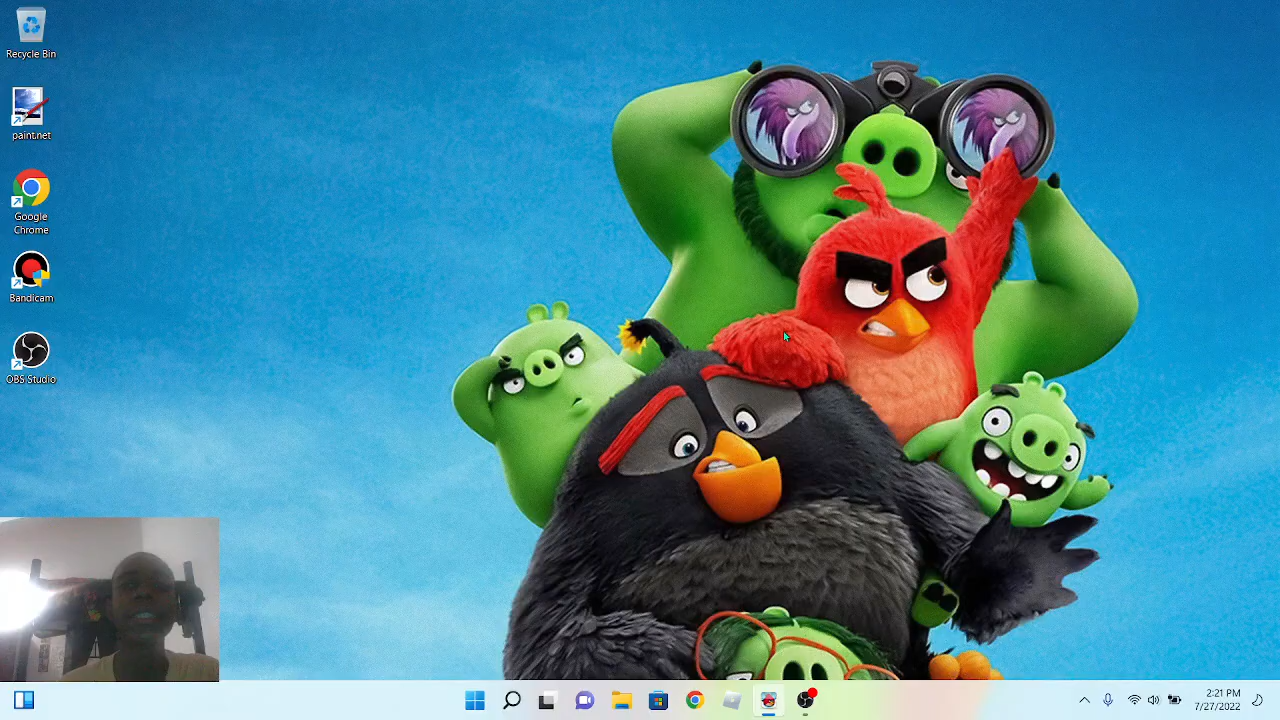 Recycle Bin
paint.net
Google
Chrome
Bandicam
OBS Studio
2:21 PM
7/27/2022